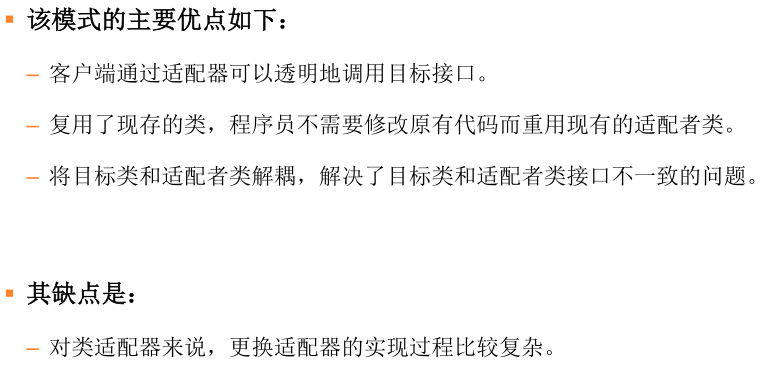 ▪ 该模式的主要优点如下：
– 客户端通过适配器可以透明地调用目标接口。
– 复用了现存的类，程序员不需要修改原有代码而重用现有的适配者类。
– 将目标类和适配者类解耦，解决了目标类和适配者类接口不一致的问题。
▪ 其缺点是：
– 对类适配器来说，更换适配器的实现过程比较复杂。